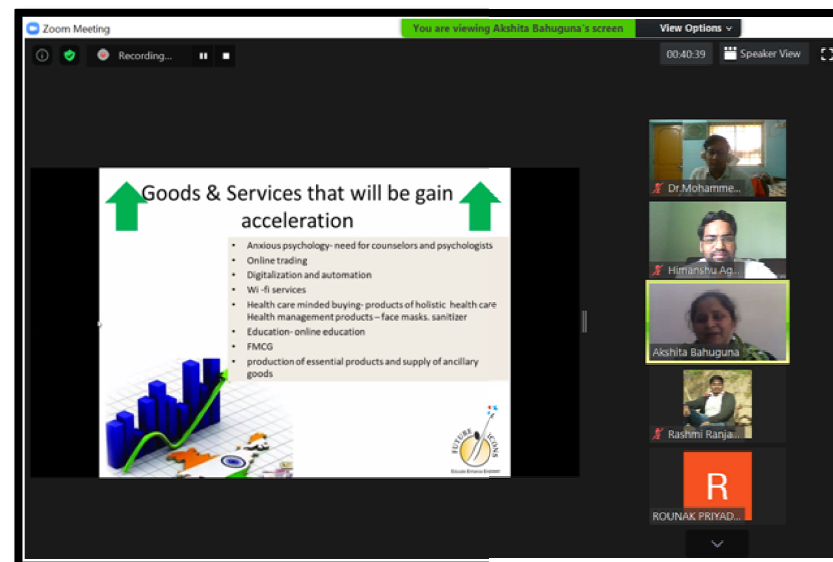 Zoom Meeting
You are viewing Akshita Bahuguna's screen
View Options
Recording...
00:40:39
Speaker View
Goods & Services that will be gain
acceleration
• Anxious psychology- need for counselors and psychologists
• Online trading
• Digitalization and automation
• Wi -fi services
• Health care minded buying- products of holistic health care
Health management products – face masks. sanitizer
• Education- online education
• FMCG
• production of essential products and supply of ancillary
goods
FUTURE ICONS
Dr.Mohamme...
Himanshu Ag...
Akshita Bahuguna
Rashmi Ranja...
R
ROUNAK PRIYAD...